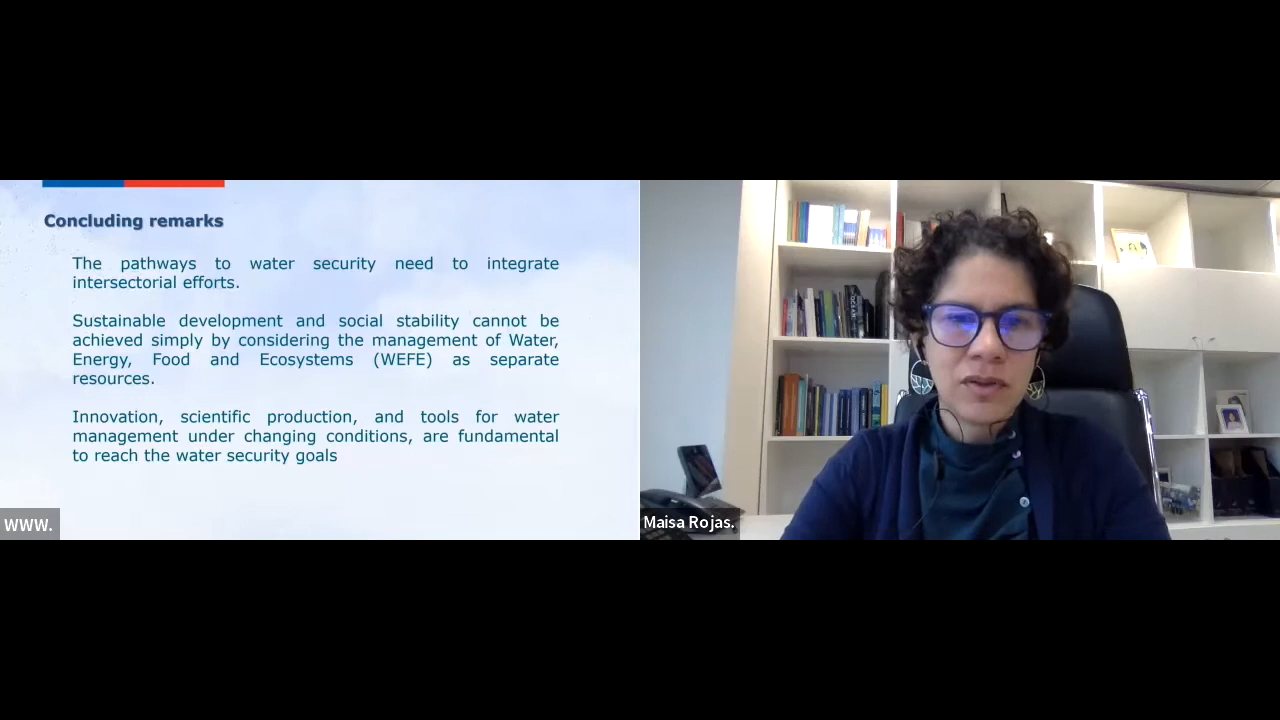 Concluding remarks
The pathways to water security need to integrate
intersectorial efforts.
Sustainable development and social stability cannot be
achieved simply by considering the management of Water,
Energy, Food and Ecosystems (WEFE) as separate
resources.
Innovation, scientific production, and tools for water
management under changing conditions, are fundamental
to reach the water security goals
WWW.
Maisa Rojas.